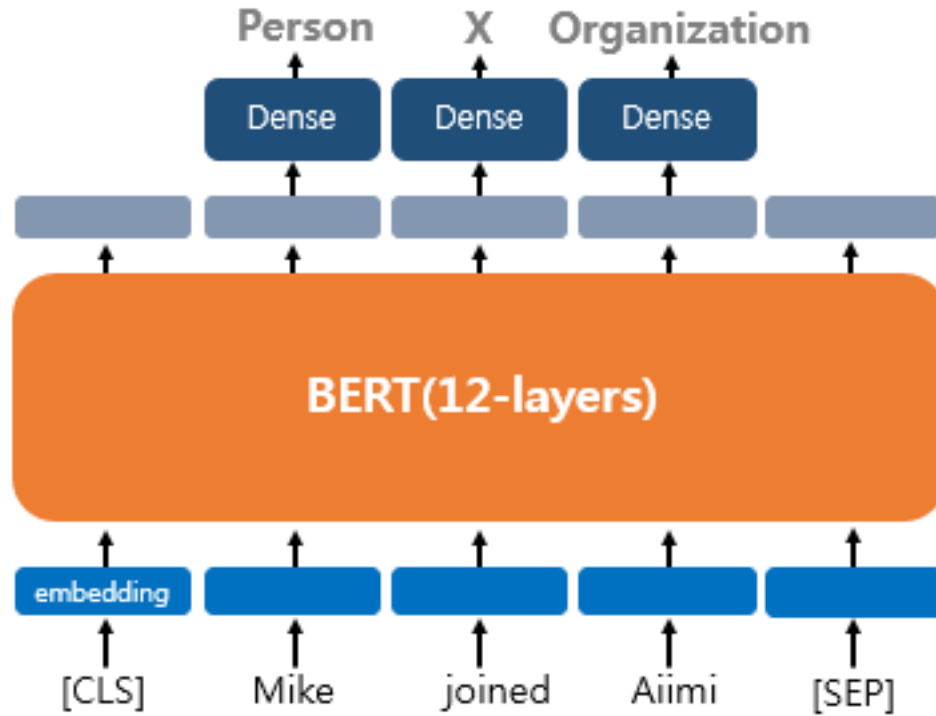 Person X Organization
Dense Dense Dense
BERT(12-layers)
embedding
[CLS] Mike joined Aiimi [SEP]